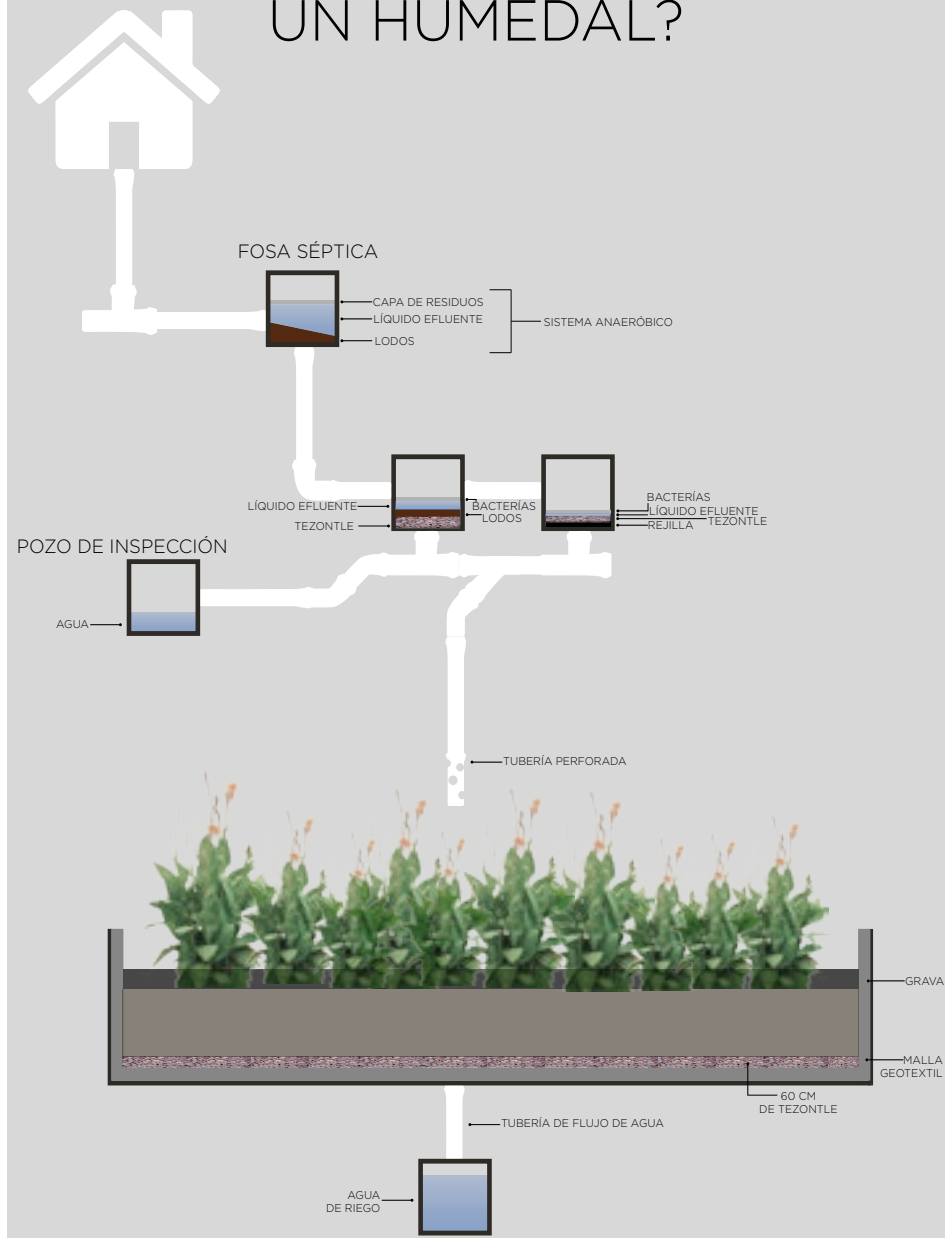 UN HUMEDAL?
FOSA SÉPTICA
CAPA DE RESIDUOS
LÍQUIDO EFLUENTE
LODOS
SISTEMA ANAERÓBICO
LÍQUIDO EFLUENTE
TEZONTLE
BACTERÍAS
LODOS
BACTERÍAS
LÍQUIDO EFLUENTE
TEZONTLE
REJILLA
POZO DE INSPECCIÓN
AGUA
TUBERÍA PERFORADA
GRAVA
MALLA
GEOTEXTIL
60 CM
DE TEZONTLE
TUBERÍA DE FLUJO DE AGUA
AGUA
DE RIEGO